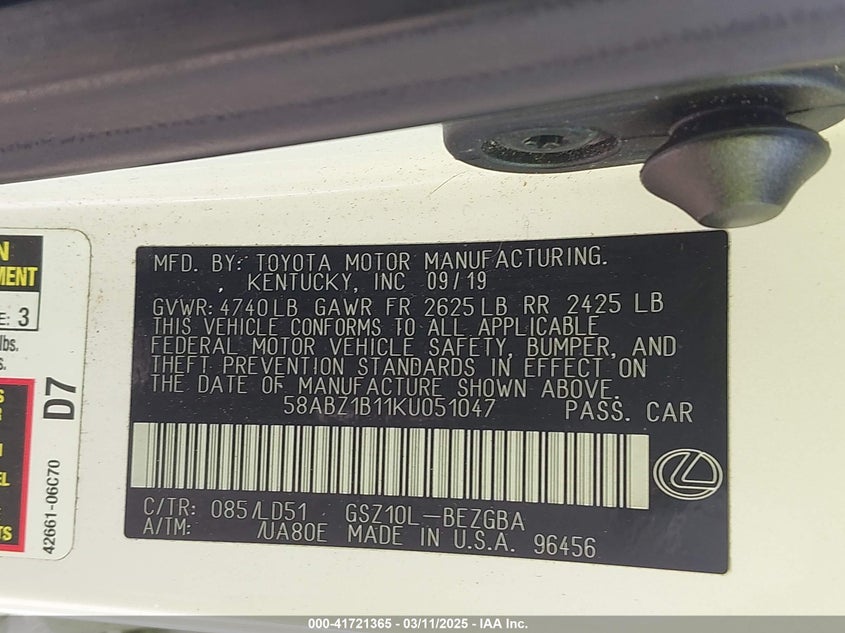 MFD. BY: TOYOTA MOTOR MANUFACTURING.
, KENTUCKY, INC 09/19
GVWR: 4740LB GAWR FR 2625LB RR 2425 LB
THIS VEHICLE CONFORMS TO ALL APPLICABLE
FEDERAL MOTOR VEHICLE SAFETY, BUMPER, AND
THEFT PREVENTION STANDARDS IN EFFECT ON
THE DATE OF MANUFACTURE SHOWN ABOVE.
58ABZ1B11KU051047 PASS. CAR
C/TR: 085/LD51 GSZ10L-BEZGBA
A/TM: /UA80E MADE IN U.S.A. 96456
MENT
E: 3
lbs.
s.
D7
42661-06C70
000-41721365 - 03/11/2025 - IAA Inc.